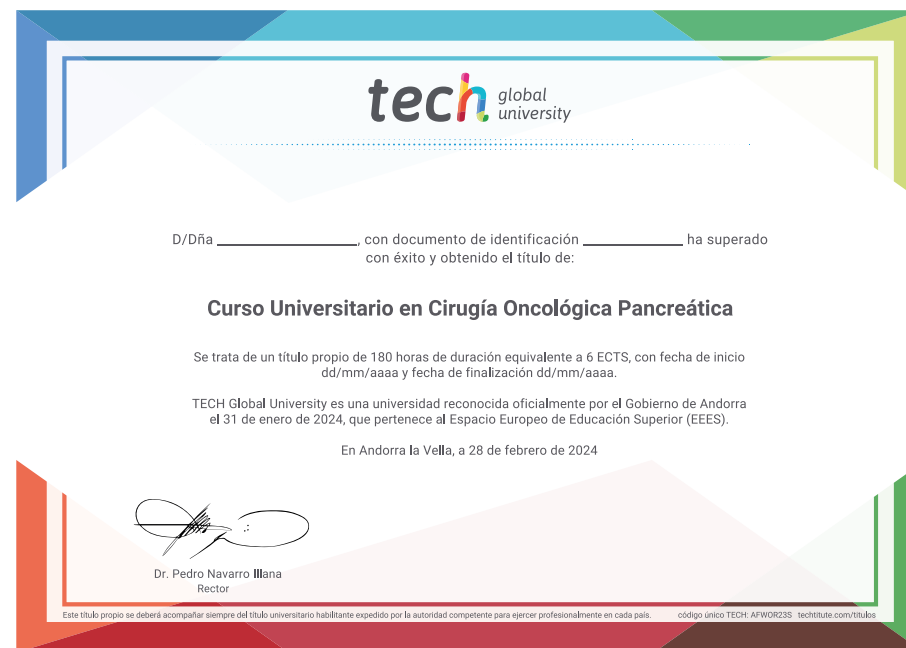 tech global
university
D/Dña ____________________, con documento de identificación ______________ ha superado
con éxito y obtenido el título de:
Curso Universitario en Cirugía Oncológica Pancreática
Se trata de un título propio de 180 horas de duración equivalente a 6 ECTS, con fecha de inicio
dd/mm/aaaa y fecha de finalización dd/mm/aaaa.
TECH Global University es una universidad reconocida oficialmente por el Gobierno de Andorra
el 31 de enero de 2024, que pertenece al Espacio Europeo de Educación Superior (EEES).
En Andorra la Vella, a 28 de febrero de 2024
Dr. Pedro Navarro Illana
Rector
Este título propio se deberá acompañar siempre del título universitario habilitante expedido por la autoridad competente para ejercer profesionalmente en cada país. código único TECH: AFWOR23S techtitute.com/titulos